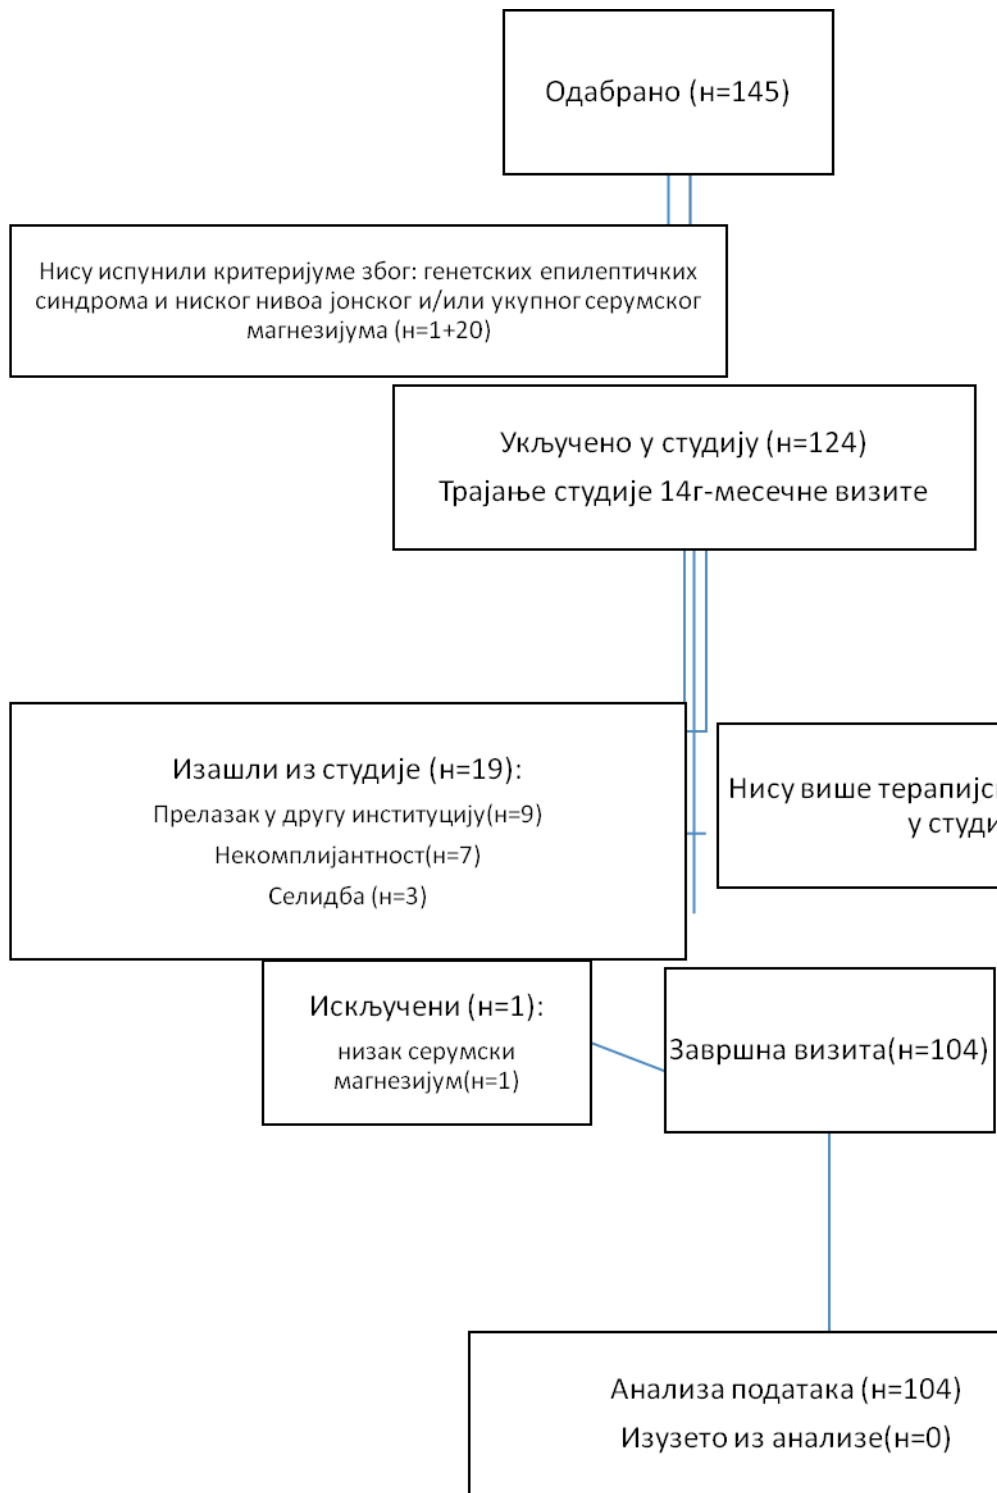 Одабрано (н=145)
Нису испунили критеријуме због: генетских епилептичких
синдрома и ниског нивоа јонског и/или укупног серумског
магнезијума (н=1+20)
Укључено у студију (н=124)
Трајање студије 14г-месечне визите
Изашли из студије (н=19):
Прелазак у другу институцију(н=9)
Некомплијантност(н=7)
Селидба (н=3)
Нису више
Искључени (н=1):
низак серумски
магнезијум(н=1)
Завршна визита(н=104)
Анализа података (н=104)
Изузето из анализе(н=0)